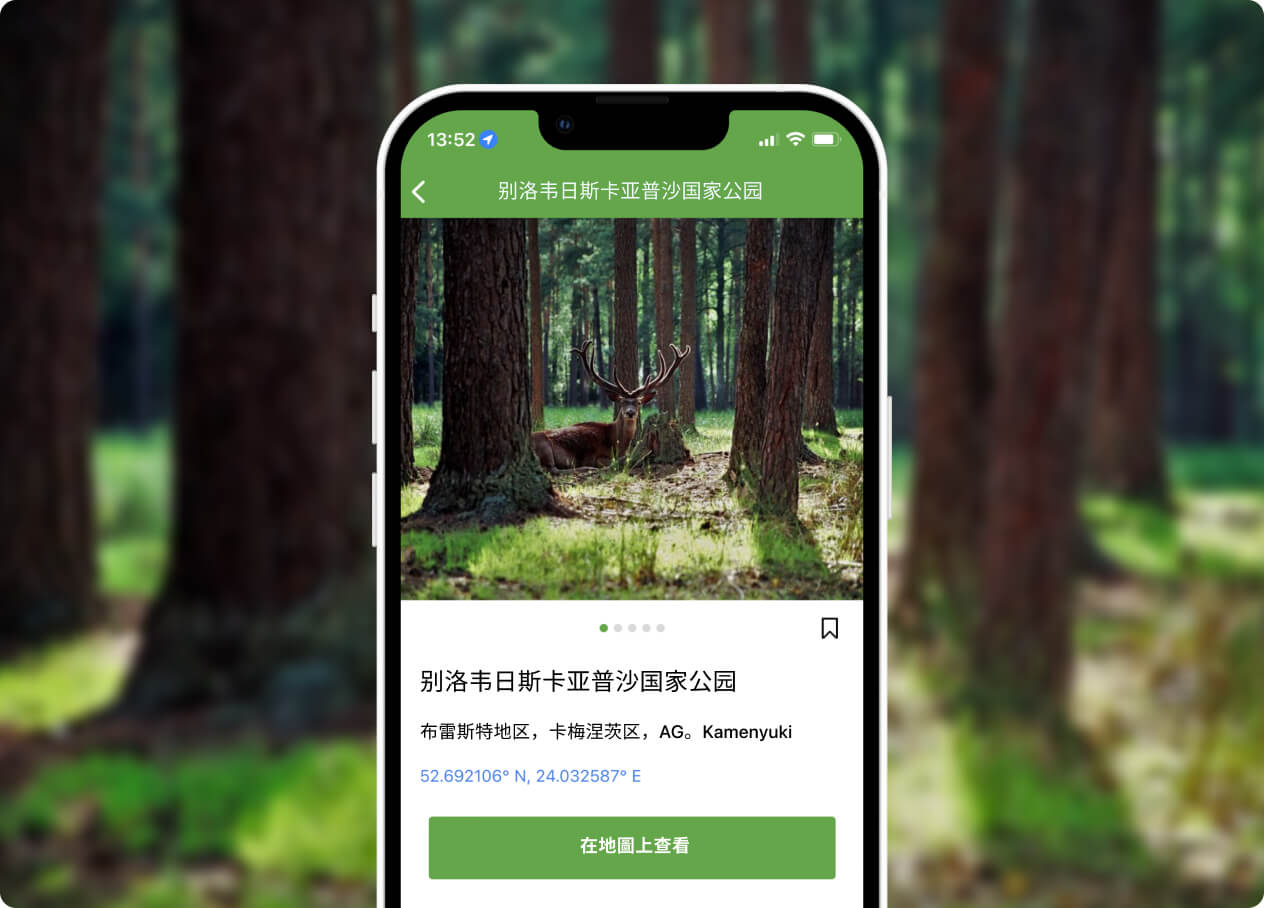 13:52
别洛韦日斯卡亚普沙国家公园
别洛韦日斯卡亚普沙国家公园
布雷斯特地区，卡梅涅茨区，AG。Kamenyuki
52.692106° N, 24.032587° E
在地圖上查看